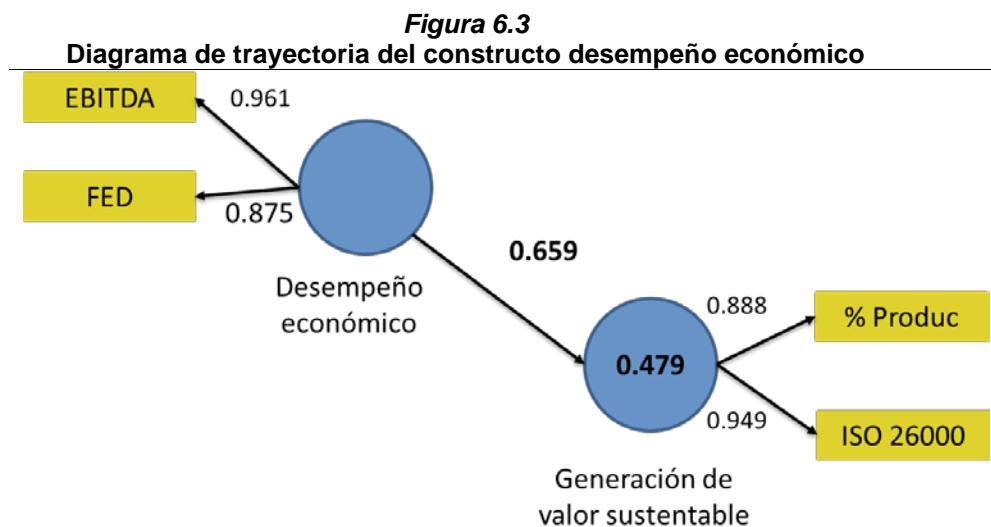 Figura 6.3
Diagrama de trayectoria del constructo desempeño económico
EBITDA
0.961
FED
0.875
Desempeño
económico
0.659
0.479
Generación de
valor sustentable
0.888
% Produc
0.949
ISO 26000